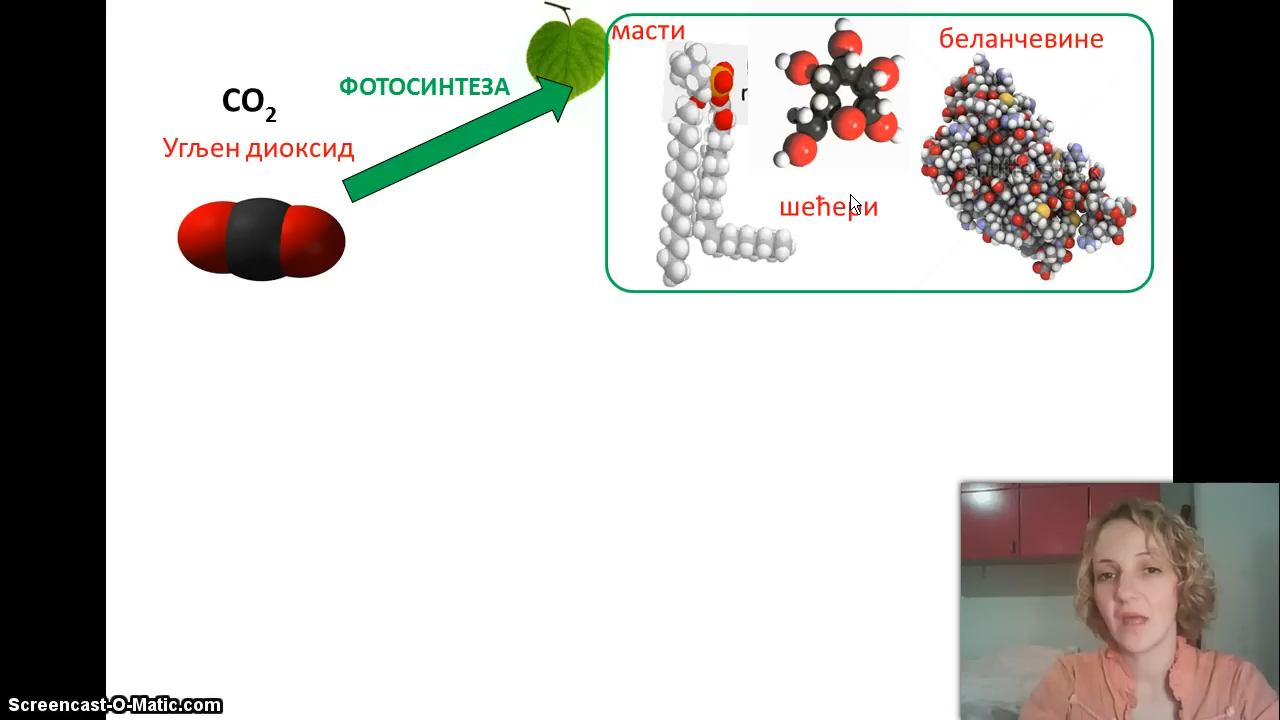 масти
беланчевине
ФОТОСИНТЕЗА
CO2
Угљен диоксид
шећери
Screencast-O-Matic.com